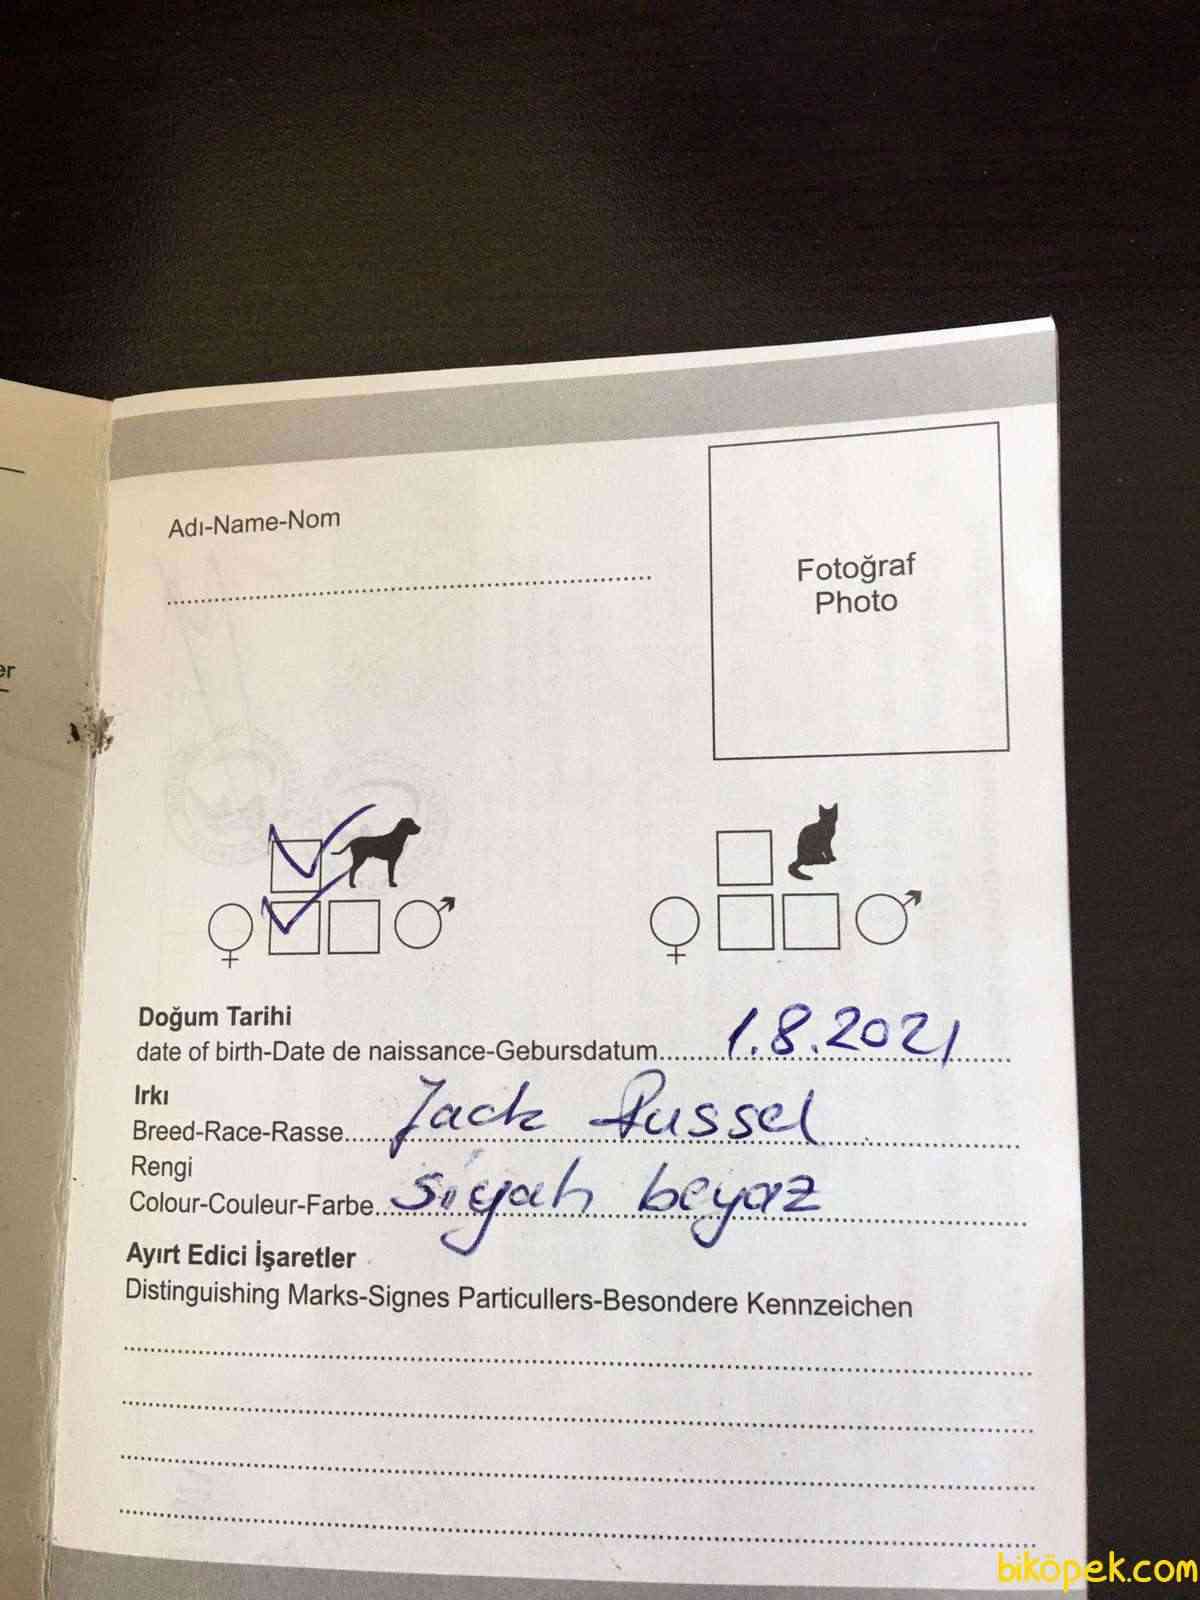 Adı-Name-Nom
Fotoğraf
Photo
er
Doğum Tarihi
date of birth-Date de naissance-Gebursdatum 1.8.2021
Irkı
Breed-Race-Rasse Jack Russel
Rengi
Colour-Couleur-Farbe siyah beyaz
Ayırt Edici İşaretler
Distinguishing Marks-Signes Particullers-Besondere Kennzeichen
biköpek.com